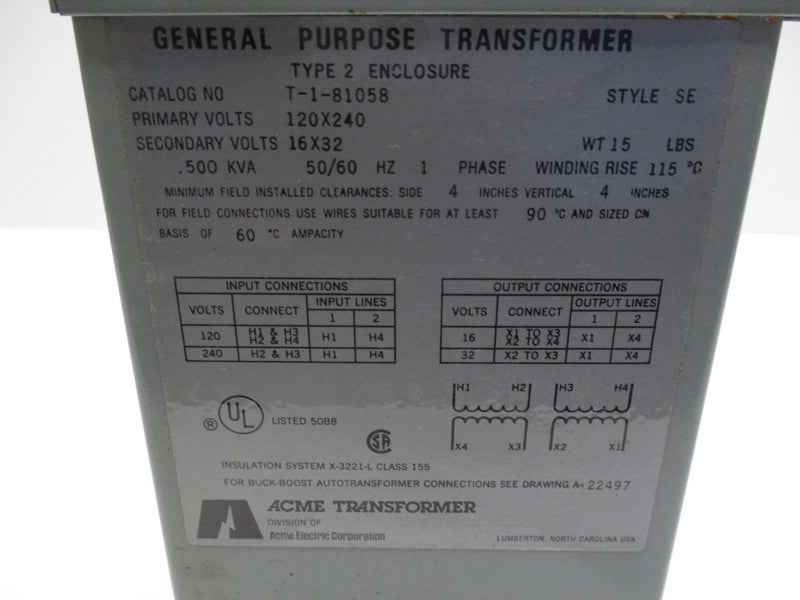 GENERAL PURPOSE TRANSFORMER
TYPE 2 ENCLOSURE
CATALOG NO T-1-81058 STYLE SE
PRIMARY VOLTS 120X240
SECONDARY VOLTS 16X32 WT 15 LBS
.500 KVA 50/60 HZ 1 PHASE WINDING RISE 115 °C
MINIMUM FIELD INSTALLED CLEARANCES: SIDE 4 INCHES VERTICAL 4 INCHES
FOR FIELD CONNECTIONS USE WIRES SUITABLE FOR AT LEAST 90 °C AND SIZED ON
BASIS OF 60 °C AMPACITY
INPUT CONNECTIONS
VOLTS CONNECT INPUT LINES
1 2
120 H1 & H3 H2 & H4 H1 H4
240 H2 & H3 H1 H4
OUTPUT CONNECTIONS
VOLTS CONNECT OUTPUT LINES
1 2
16 X1 TO X3 X2 TO X4 X1 X4
32 X2 TO X3 X1 X4
H1 H2 H3 H4
X4 X3 X2 X1
® UL LISTED 50B8
SA
INSULATION SYSTEM X-3221-L CLASS 155
FOR BUCK-BOOST AUTOTRANSFORMER CONNECTIONS SEE DRAWING A-22497
ACME TRANSFORMER
DIVISION OF
Acme Electric Corporation
LUMBERTON, NORTH CAROLINA USA